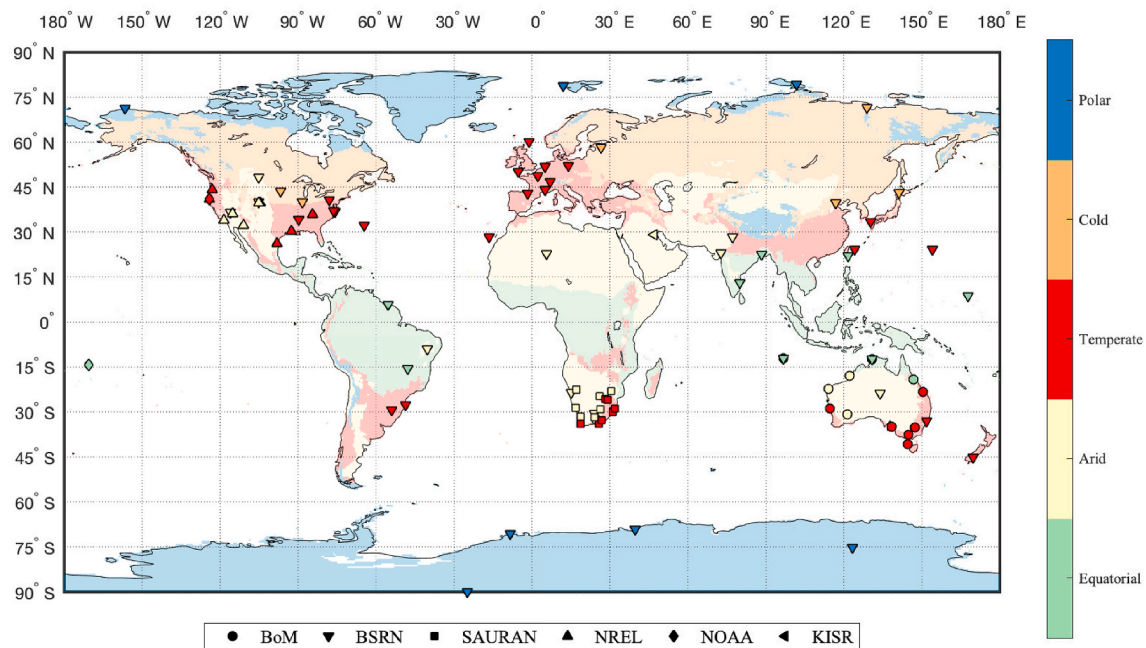 150° W 120° W 90° W 60° W 30° W 0° 30° E 60° E 90° E 120° E 150° E 180° E
90° N
75° N
60° N
45° N
30° N
15° N
0°
15° S
30° S
45° S
60° S
75° S
90° S
Polar
Cold
Temperate
Arid
Equatorial
BoM BSRN SAURAN NREL NOAA KISR